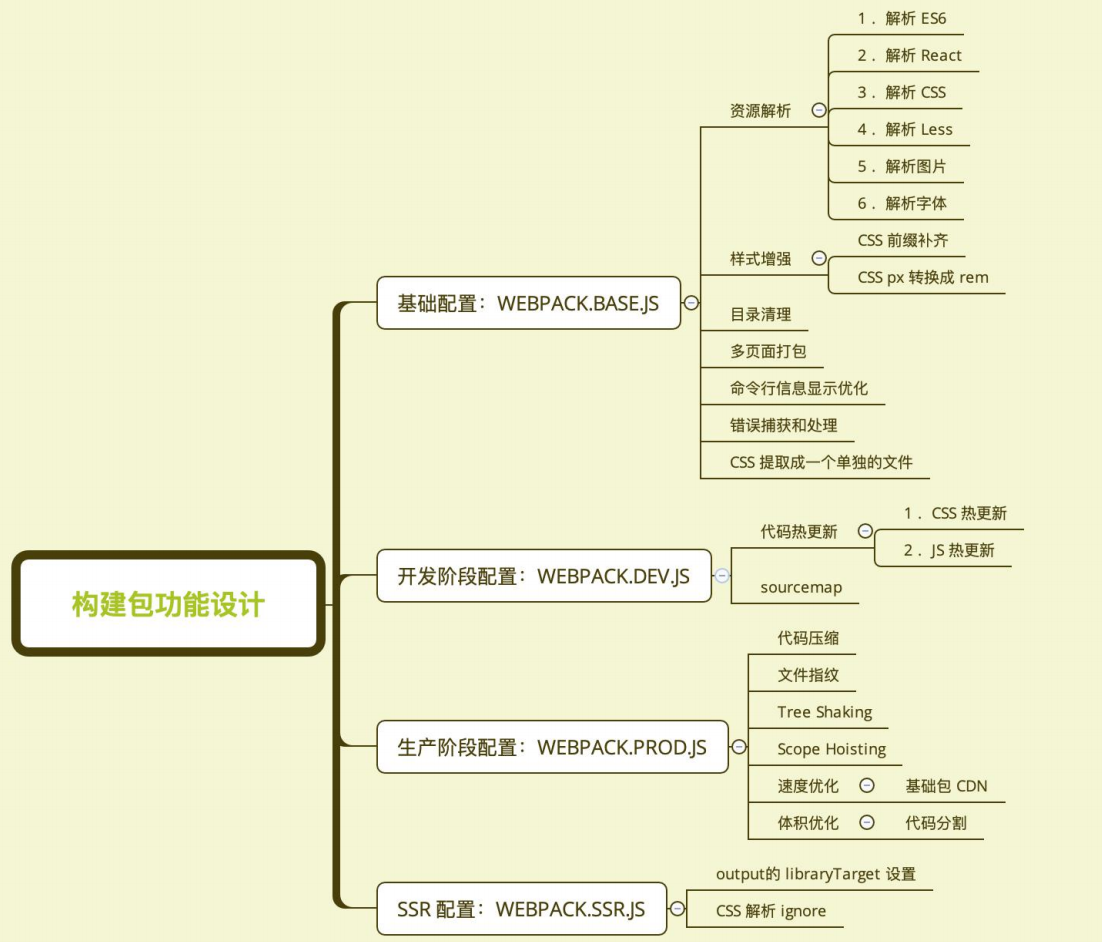 构建包功能设计
基础配置：WEBPACK.BASE.JS
资源解析
1．解析 ES6
2．解析 React
3．解析 CSS
4．解析 Less
5．解析图片
6．解析字体
样式增强
CSS 前缀补齐
CSS px 转换成 rem
目录清理
多页面打包
命令行信息显示优化
错误捕获和处理
CSS 提取成一个单独的文件
开发阶段配置：WEBPACK.DEV.JS
代码热更新
1．CSS 热更新
2．JS 热更新
sourcemap
生产阶段配置：WEBPACK.PROD.JS
代码压缩
文件指纹
Tree Shaking
Scope Hoisting
速度优化
基础包 CDN
体积优化
代码分割
SSR 配置：WEBPACK.SSR.JS
output的 libraryTarget 设置
CSS 解析 ignore